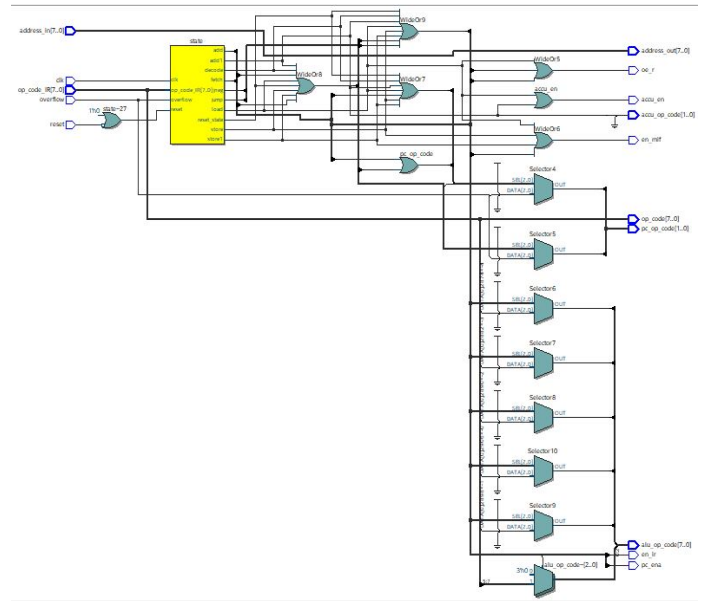 WideOr9
address_in[7..0]
state
add
add1
decode
fetch
jmp
jump
load
reset_state
store
store1
clk
op_code_IR[7..0]
overflow
reset
clk
op_code_IR[7..0]
overflow
1'h0
state~27
reset
WideOr8
WideOr7
pc_op_code
WideOr5
accu_en
WideOr6
address_out[7..0]
oe_r
accu_en
accu_op_code[1..0]
en_mlf
Selector4
SEL[2..0]
DATA[2..0]
OUT
op_code[7..0]
pc_op_code[1..0]
Selector5
SEL[2..0]
DATA[2..0]
OUT
Selector6
SEL[2..0]
DATA[2..0]
OUT
Selector7
SEL[2..0]
DATA[2..0]
OUT
Selector8
SEL[2..0]
DATA[2..0]
OUT
Selector10
SEL[2..0]
DATA[2..0]
OUT
Selector9
SEL[2..0]
DATA[2..0]
OUT
alu_op_code[7..0]
en_ir
pc_ena
alu_op_code~[2..0]
3'h0